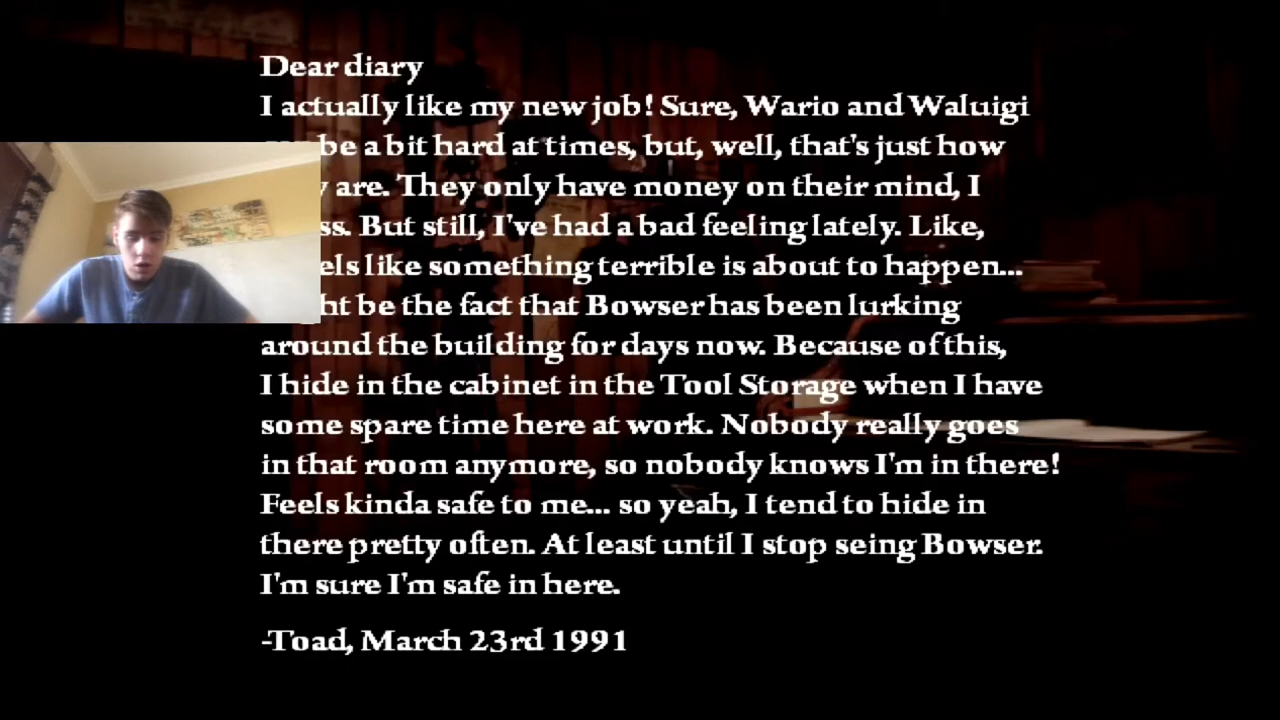 Dear diary
I actually like my new job! Sure, Wario and Waluigi
be a bit hard at times, but, well, that's just how
are. They only have money on their mind, I
But still, I've had a bad feeling lately. Like,
like something terrible is about to happen...
be the fact that Bowser has been lurking
around the building for days now. Because of this,
I hide in the cabinet in the Tool Storage when I have
some spare time here at work. Nobody really goes
in that room anymore, so nobody knows I'm in there!
Feels kinda safe to me... so yeah, I tend to hide in
there pretty often. At least until I stop seing Bowser.
I'm sure I'm safe in here.
-Toad, March 23rd 1991